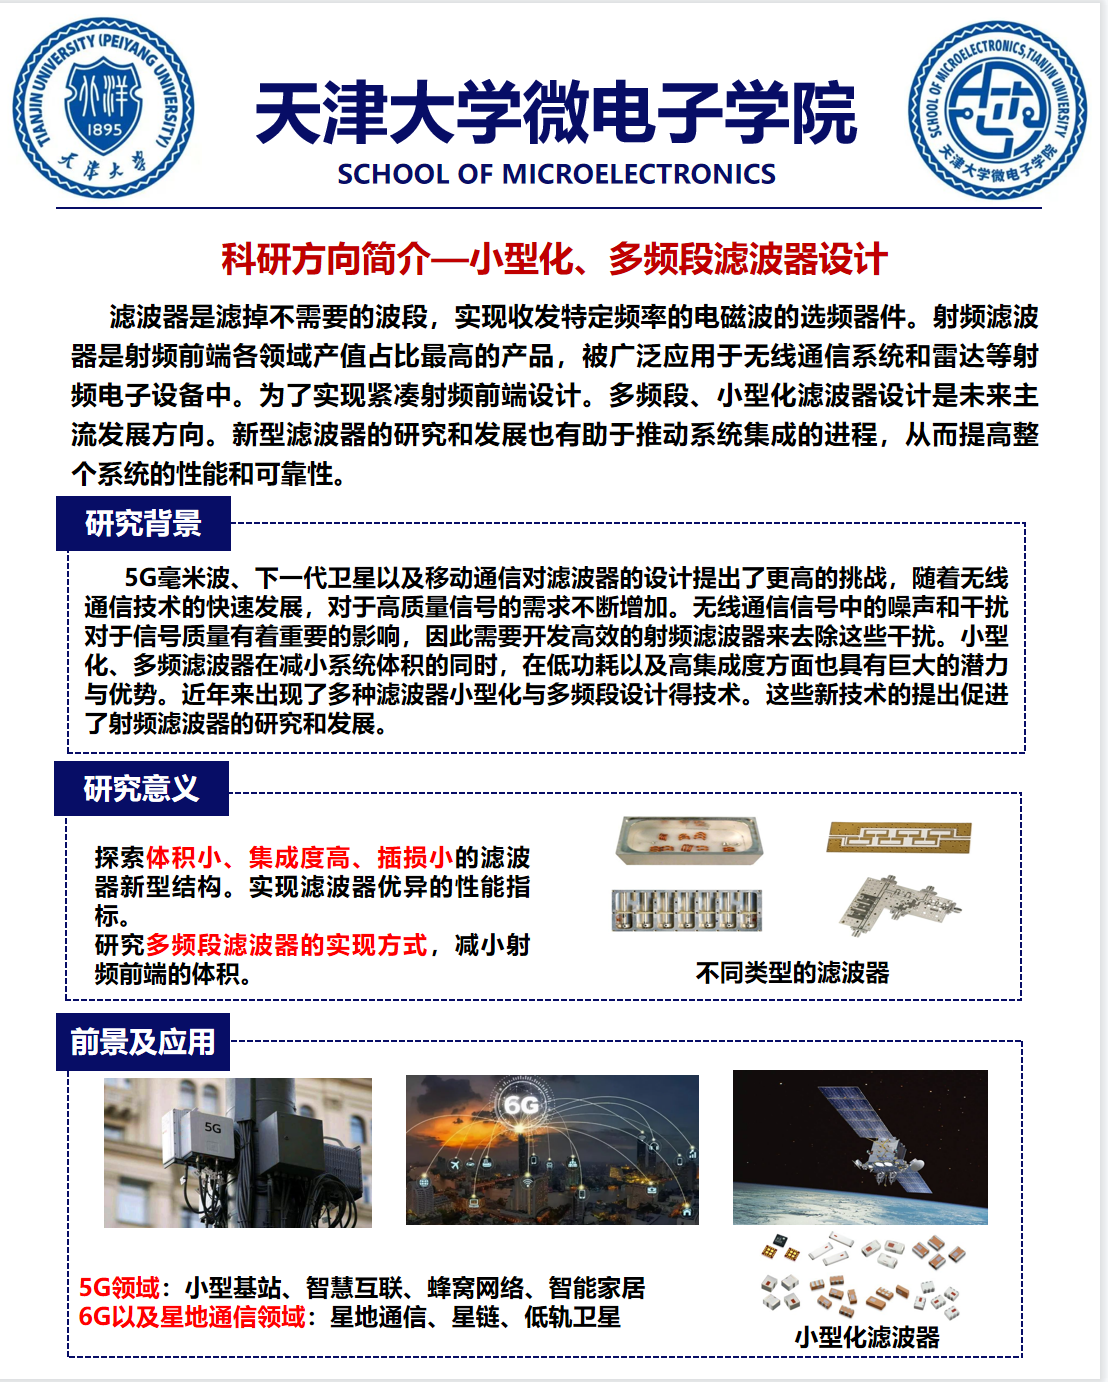 TIANJIN UNIVERSITY (PEIYANG UNIVERSITY)
北洋
1895
天津大学
天津大学微电子学院
SCHOOL OF MICROELECTRONICS
SCHOOL OF MICROELECTRONICS,TIANJIN UNIVERSITY
天津大学微电子学院
科研方向简介—小型化、多频段滤波器设计
滤波器是滤掉不需要的波段，实现收发特定频率的电磁波的选频器件。射频滤波
器是射频前端各领域产值占比最高的产品，被广泛应用于无线通信系统和雷达等射
频电子设备中。为了实现紧凑射频前端设计。多频段、小型化滤波器设计是未来主
流发展方向。新型滤波器的研究和发展也有助于推动系统集成的进程，从而提高整
个系统的性能和可靠性。
研究背景
5G毫米波、下一代卫星以及移动通信对滤波器的设计提出了更高的挑战，随着无线
通信技术的快速发展，对于高质量信号的需求不断增加。无线通信信号中的噪声和干扰
对于信号质量有着重要的影响，因此需要开发高效的射频滤波器来去除这些干扰。小型
化、多频滤波器在减小系统体积的同时，在低功耗以及高集成度方面也具有巨大的潜力
与优势。近年来出现了多种滤波器小型化与多频段设计得技术。这些新技术的提出促进
了射频滤波器的研究和发展。
研究意义
探索体积小、集成度高、插损小的滤波
器新型结构。实现滤波器优异的性能指
标。
研究多频段滤波器的实现方式，减小射
频前端的体积。
不同类型的滤波器
前景及应用
5G
6G
5G领域：小型基站、智慧互联、蜂窝网络、智能家居
6G以及星地通信领域：星地通信、星链、低轨卫星
小型化滤波器